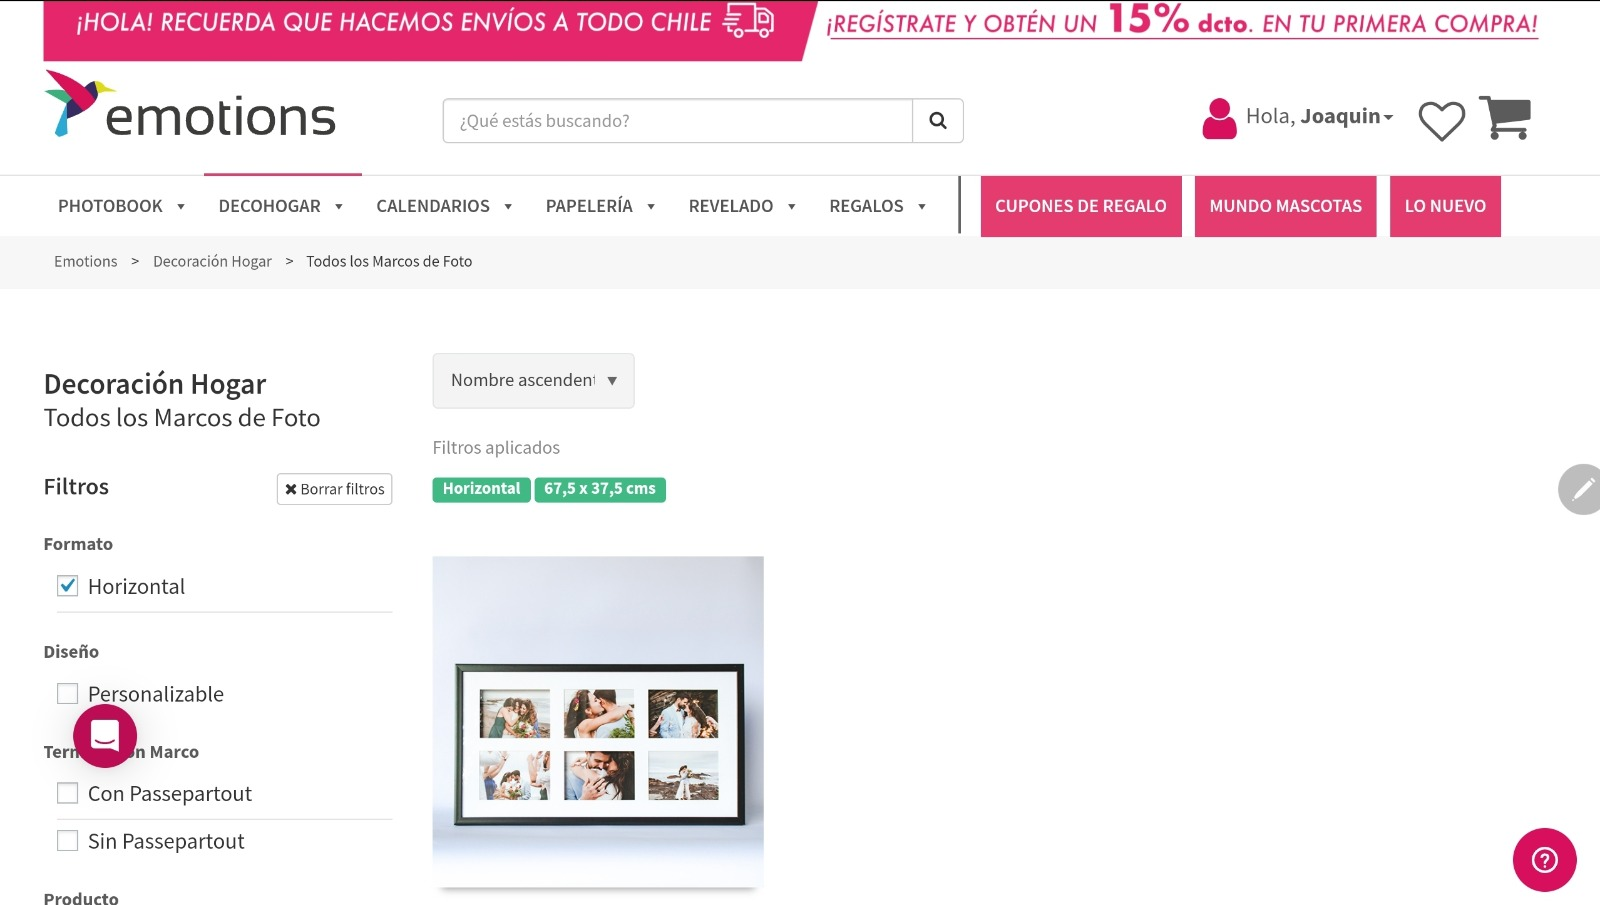 ¡HOLA! RECUERDA QUE HACEMOS ENVÍOS A TODO CHILE
¡REGÍSTRATE Y OBTÉN UN 15% dcto. EN TU PRIMERA COMPRA!
emotions
¿Qué estás buscando?
Hola, Joaquin
PHOTOBOOK DECOHOGAR CALENDARIOS PAPELERÍA REVELADO REGALOS CUPONES DE REGALO MUNDO MASCOTAS LO NUEVO
Emotions > Decoración Hogar > Todos los Marcos de Foto
Decoración Hogar
Todos los Marcos de Foto
Filtros
Borrar filtros
Formato
Horizontal
Diseño
Personalizable
Marco
Con Passepartout
Sin Passepartout
Producto
Nombre ascendent
Filtros aplicados
Horizontal 67,5 x 37,5 cms